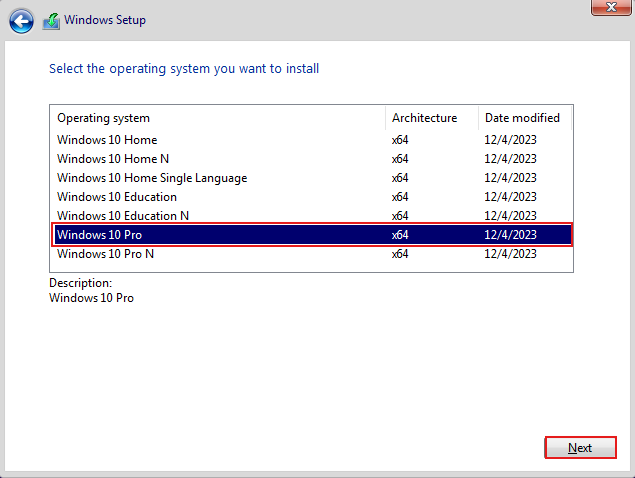 Windows Setup
Select the operating system you want to install
Operating system Architecture Date modified
Windows 10 Home x64 12/4/2023
Windows 10 Home N x64 12/4/2023
Windows 10 Home Single Language x64 12/4/2023
Windows 10 Education x64 12/4/2023
Windows 10 Education N x64 12/4/2023
Windows 10 Pro x64 12/4/2023
Windows 10 Pro N x64 12/4/2023
Description:
Windows 10 Pro
Next